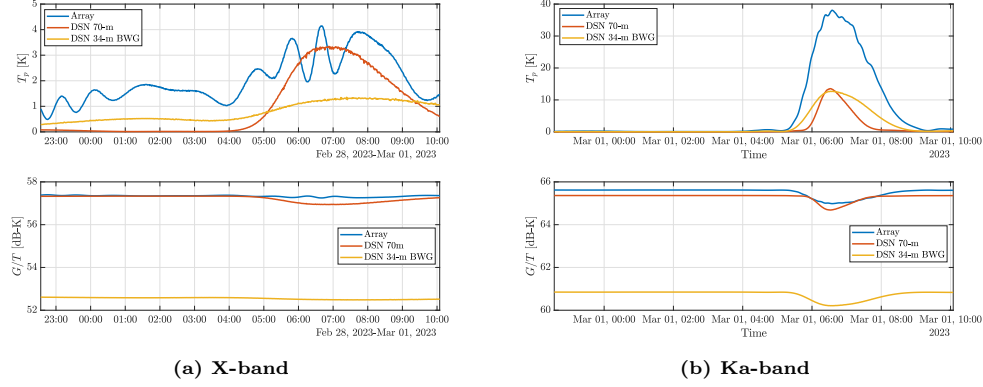 5
4
3
2
1
0
T_p [K]
Array
DSN 70-m
DSN 34-m BWG
23:00 00:00 01:00 02:00 03:00 04:00 05:00 06:00 07:00 08:00 09:00 10:00
Feb 28, 2023-Mar 01, 2023
58
56
54
52
G/T [dB-K]
Array
DSN 70m
DSN 34-m BWG
23:00 00:00 01:00 02:00 03:00 04:00 05:00 06:00 07:00 08:00 09:00 10:00
Feb 28, 2023-Mar 01, 2023
(a) X-band
40
30
20
10
0
T_p [K]
Array
DSN 70-m
DSN 34-m BWG
Mar 01, 00:00 Mar 01, 02:00 Mar 01, 04:00 Mar 01, 06:00 Mar 01, 08:00 Mar 01, 10:00
Time 2023
66
64
62
60
G/T [dB-K]
Array
DSN 70-m
DSN 34-m BWG
Mar 01, 00:00 Mar 01, 02:00 Mar 01, 04:00 Mar 01, 06:00 Mar 01, 08:00 Mar 01, 10:00
Time 2023
(b) Ka-band